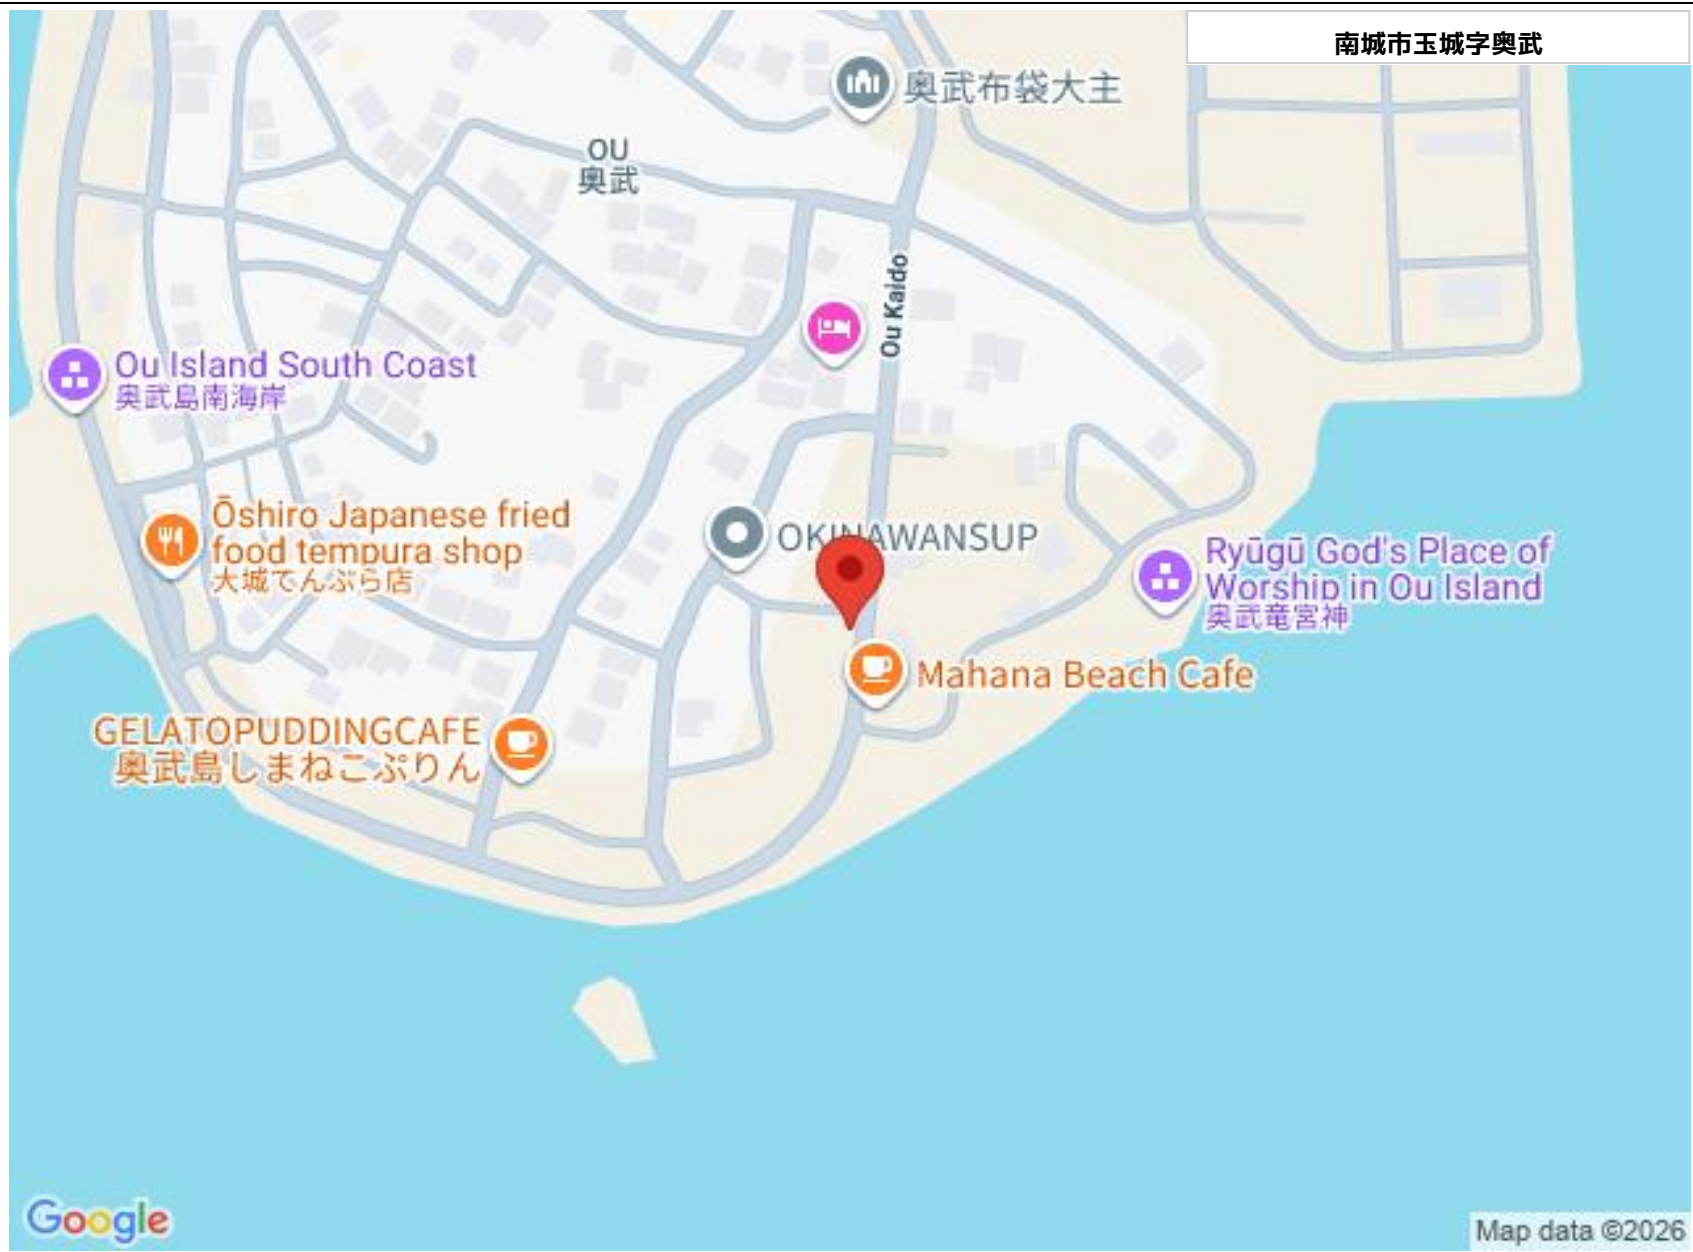 南城市玉城字奥武
奥武布袋大主
OU
奥武
Ou Kaido
Ou Island South Coast
奥武島南海岸
Ōshiro Japanese fried
food tempura shop
大城てんぷら店
OKINAWANSUP
Ryūgū God's Place of
Worship in Ou Island
奥武竜宮神
Mahana Beach Cafe
GELATOPUDDINGCAFE
奥武島しまねこぷりん
Google
Map data ©2026